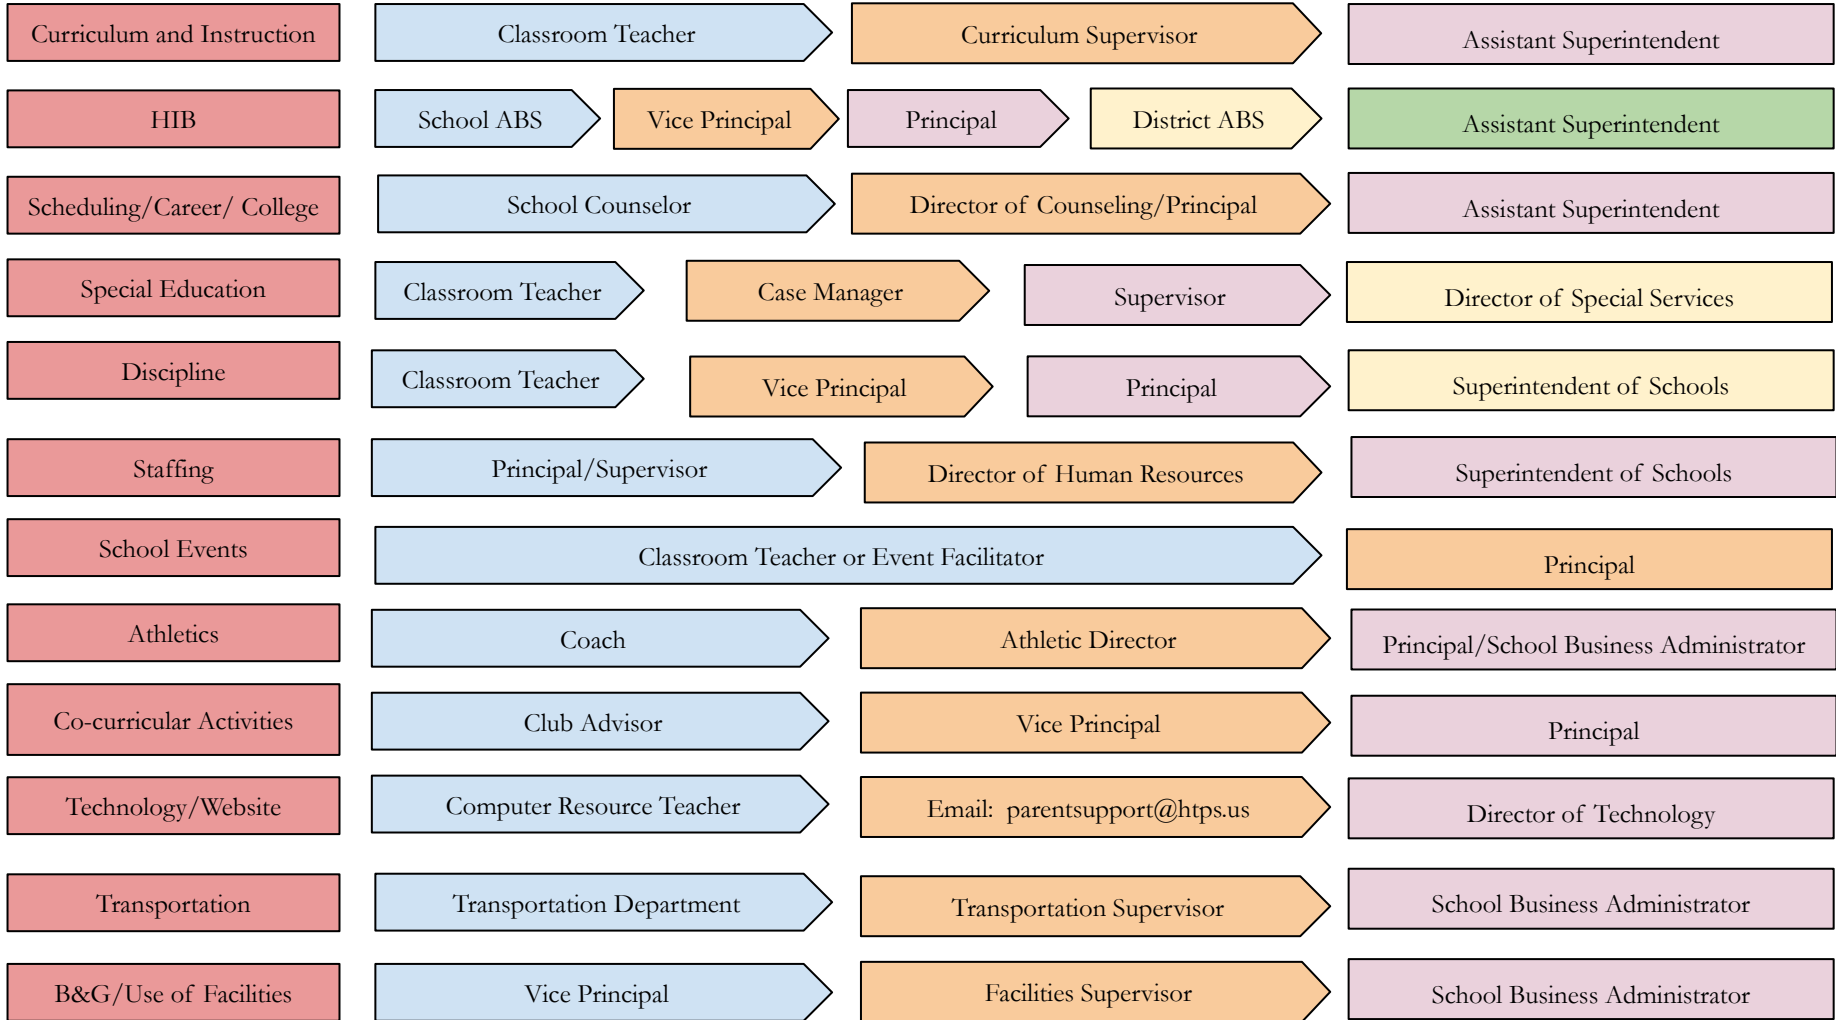 Curriculum and Instruction
Classroom Teacher
Curriculum Supervisor
Assistant Superintendent
HIB
School ABS
Vice Principal
Principal
District ABS
Assistant Superintendent
Scheduling/Career/ College
School Counselor
Director of Counseling/Principal
Assistant Superintendent
Special Education
Classroom Teacher
Case Manager
Supervisor
Director of Special Services
Discipline
Classroom Teacher
Vice Principal
Principal
Superintendent of Schools
Staffing
Principal/Supervisor
Director of Human Resources
Superintendent of Schools
School Events
Classroom Teacher or Event Facilitator
Principal
Athletics
Coach
Athletic Director
Principal/School Business Administrator
Co-curricular Activities
Club Advisor
Vice Principal
Principal
Technology/Website
Computer Resource Teacher
Email: parentsupport@htps.us
Director of Technology
Transportation
Transportation Department
Transportation Supervisor
School Business Administrator
B&G/Use of Facilities
Vice Principal
Facilities Supervisor
School Business Administrator